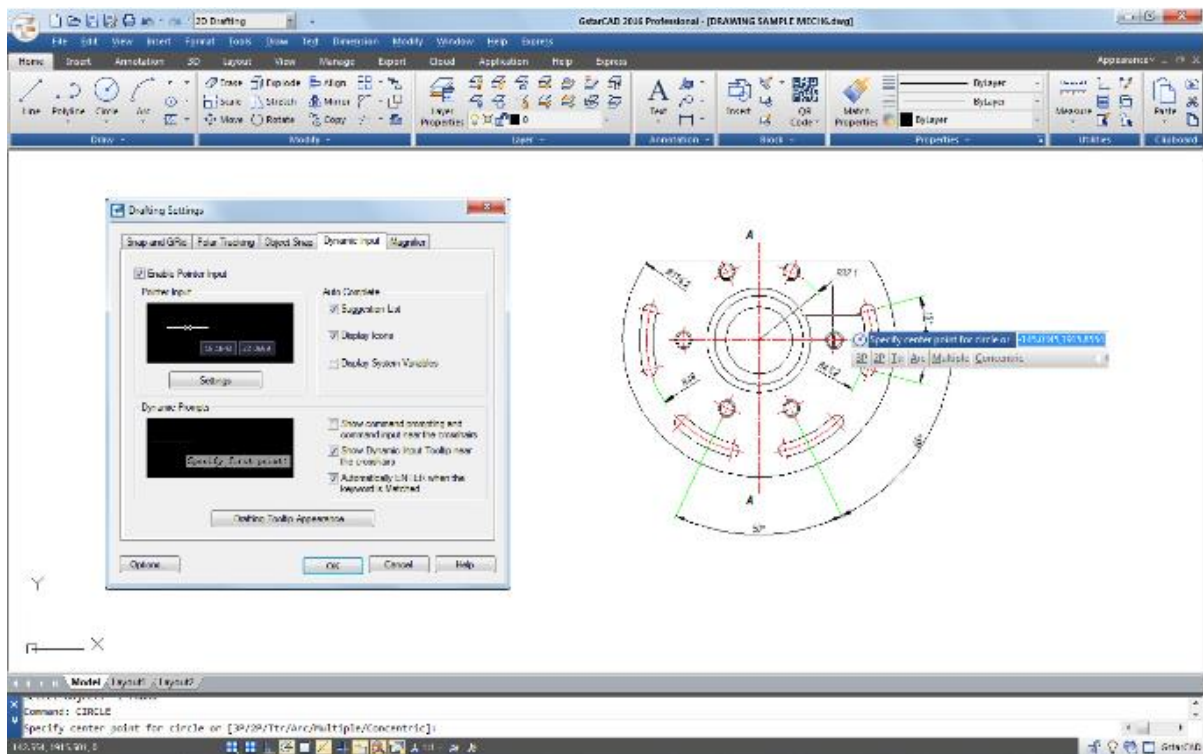 2D Drafting
GstarCAD 2016 Professional - [DRAWING SAMPLE MECH6.dwg]
File Edit View Insert Format Tools Draw Text Dimension Modify Window Help Express
Home Insert Annotation 3D Layout View Manage Export Cloud Application Help Express Appearance
Erase Explode Align
Scale Stretch Mirror
Line Polyline Circle Arc Move Rotate Copy
Layer Properties 0
Text Insert QR Code
Match Properties ByLayer
ByLayer
ByLayer
Measure Paste
Draw Modify Layer Annotation Block Properties Utilities Clipboard
Drafting Settings
Snap and GRid Polar Tracking Object Snap Dynamic Input Magnifier
Enable Pointer Input
Pointer Input
Settings
Auto Complete
Suggestion List
Display Icons
Display System Variables
Dynamic Prompts
Specify first point:
Show command prompting and
command input near the crosshairs
Show Dynamic Input Tooltip near
the crosshairs
Automatically ENTER when the
keyword is Matched
Drafting Tooltip Appearance
Options OK Cancel Help
A
Specify center point for circle or
3P 2P Ttr Arc Multiple Concentric
A
50°
Y
X
Model Layout1 Layout2
Command: CIRCLE
Specify center point for circle or [3P/2P/Ttr/Arc/Multiple/Concentric]:
GstarCAD